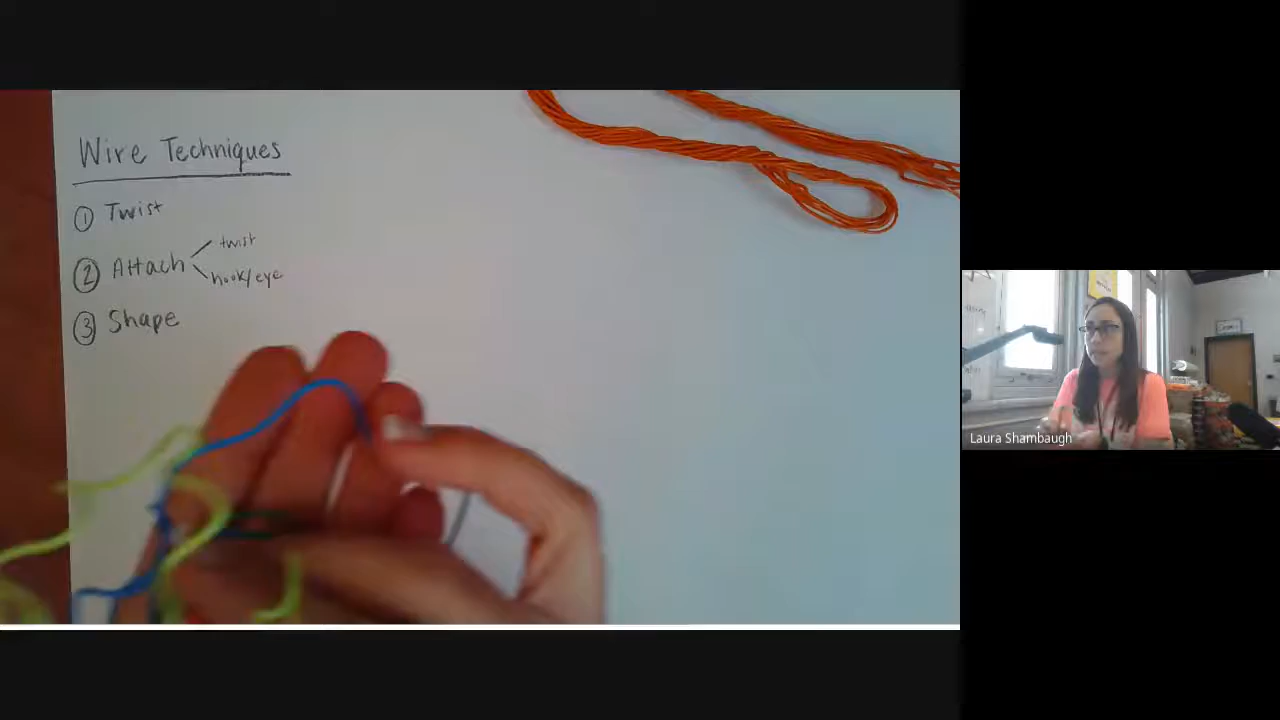 Wire Techniques
① Twist
② Attach
twist
hook/eye
③ Shape
Laura Shambaugh